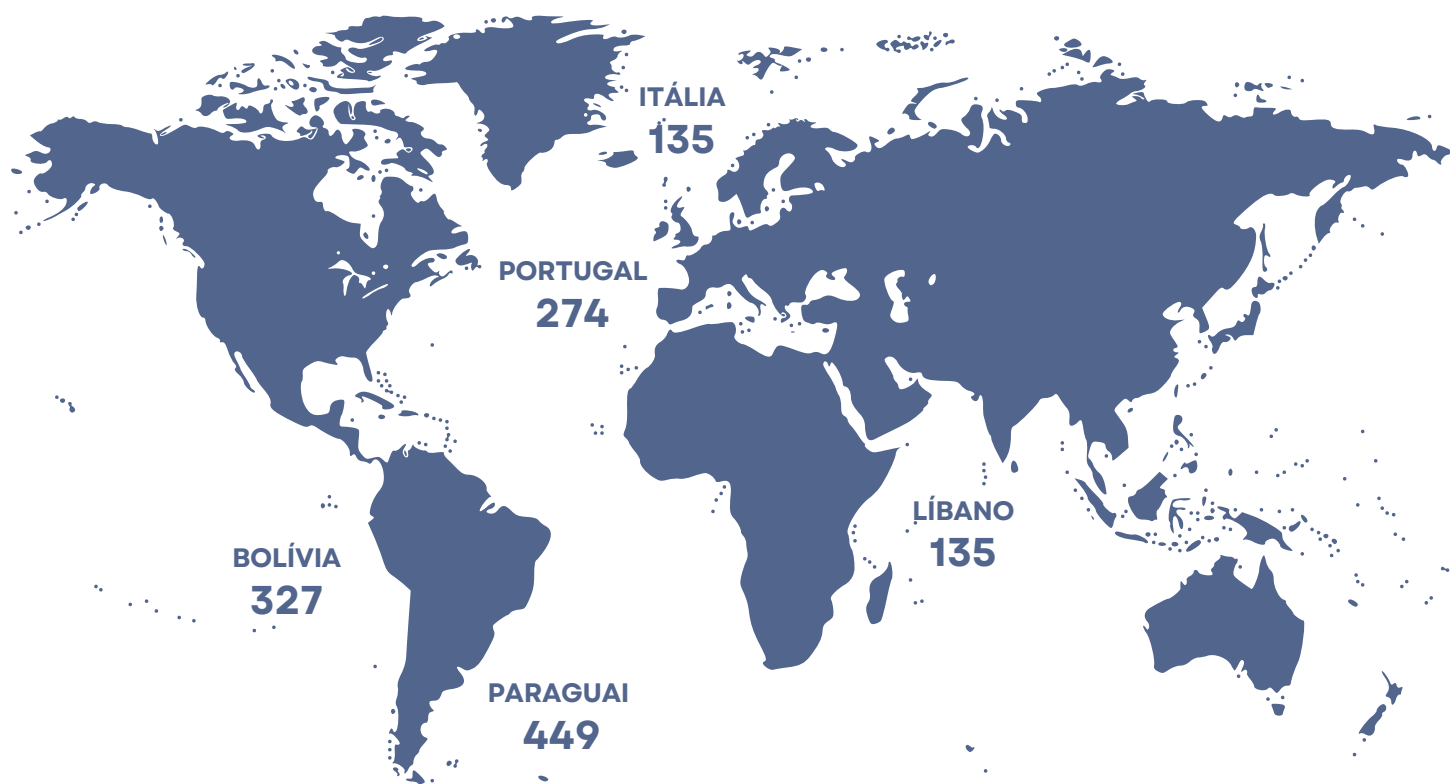 ITÁLIA
135
PORTUGAL
274
LÍBANO
135
BOLÍVIA
327
PARAGUAI
449